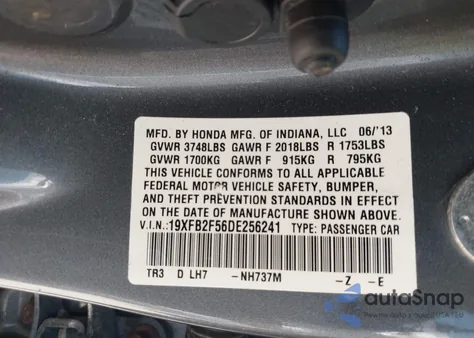 MFD. BY HONDA MFG. OF INDIANA, LLC 06/'13
GVWR 3748LBS GAWR F 2018LBS R 1753LBS
GVWR 1700KG GAWR F 915KG R 795KG
THIS VEHICLE CONFORMS TO ALL APPLICABLE
FEDERAL MOTOR VEHICLE SAFETY, BUMPER,
AND THEFT PREVENTION STANDARDS IN EFFECT ON
THE DATE OF MANUFACTURE SHOWN ABOVE.
V.I.N.: 19XFB2F56DE256241 TYPE: PASSENGER CAR
TR3 D LH7 -NH737M -Z -E
autoSnap